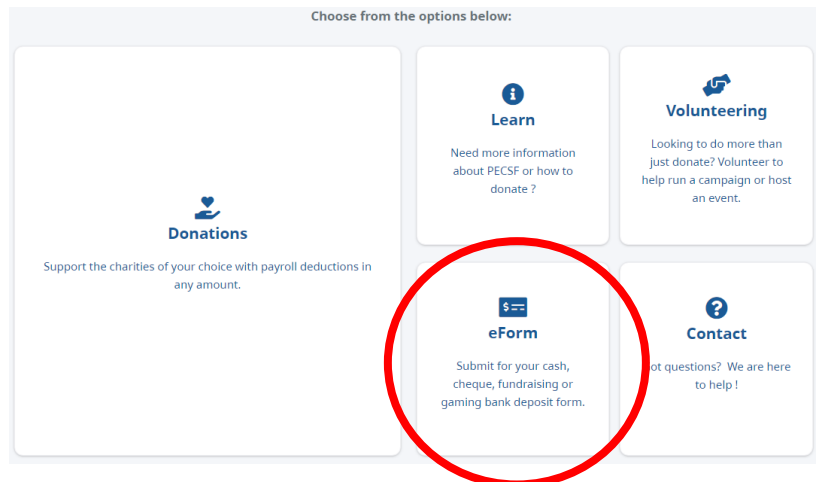 Choose from the options below:
Donations
Support the charities of your choice with payroll deductions in
any amount.
Learn
Need more information
about PECSF or how to
donate ?
Volunteering
Looking to do more than
just donate? Volunteer to
help run a campaign or host
an event.
$
eForm
Submit for your cash,
cheque, fundraising or
gaming bank deposit form.
Contact
ot questions? We are here
to help !